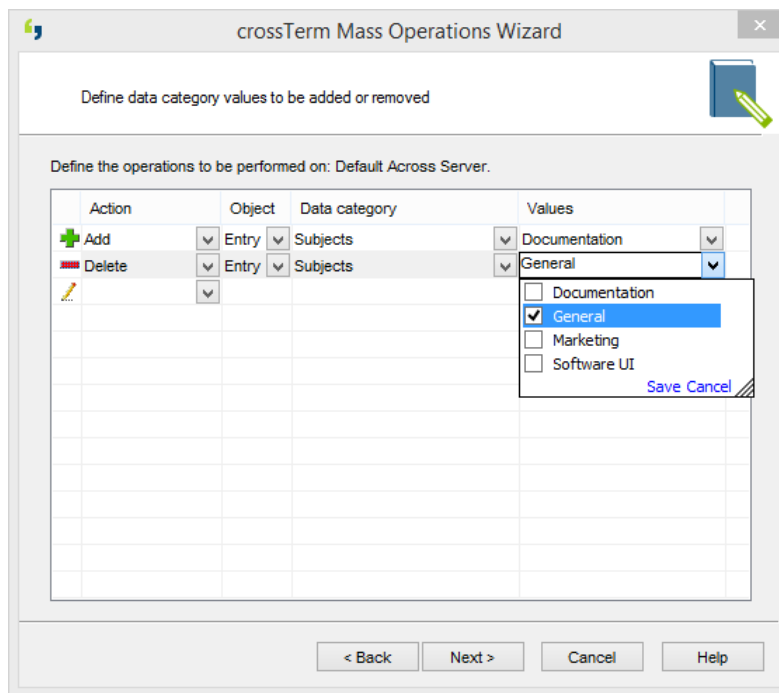 crossTerm Mass Operations Wizard
Define data category values to be added or removed
Define the operations to be performed on: Default Across Server.
Action Object Data category Values
Add Entry Subjects Documentation
Delete Entry Subjects General
Documentation
General
Marketing
Software UI
Save Cancel
< Back Next > Cancel Help